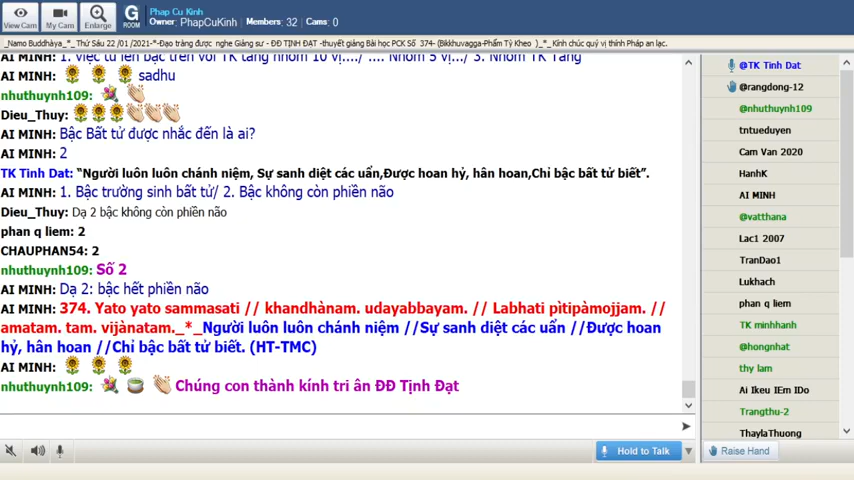 Phap Cu Kinh
Owner: PhapCuKinh Members: 32 Cams: 0
View Cam My Cam Enlarge G ROOM
_Namo Buddhàya_*_ Thứ Sáu 22 /01 /2021-*-Đạo tràng được nghe Giảng sư - ĐĐ TỊNH ĐẠT -thuyết giảng Bài học PCK Số 374- (Bikkhuvagga-Phẩm Tỳ Kheo )_*_ Kính chúc quý vị thính Pháp an lạc.
AI MINH: 1. việc từ lên bậc trên với TK tăng nhóm 10 vị.../ .... Nhóm 5 vị.../ 3. Nhóm TK Tăng
AI MINH: sadhu
nhuthuynh109:
Dieu_Thuy:
AI MINH: Bậc Bất tử được nhắc đến là ai?
AI MINH: 2
TK Tinh Dat: “Người luôn luôn chánh niệm, Sự sanh diệt các uẩn,Được hoan hỷ, hân hoan,Chỉ bậc bất tử biết”.
AI MINH: 1. Bậc trường sinh bất tử/ 2. Bậc không còn phiền não
Dieu_Thuy: Dạ 2 bậc không còn phiền não
phan q liem: 2
CHAUPHAN54: 2
nhuthuynh109: Số 2
AI MINH: Dạ 2: bậc hết phiền não
AI MINH: 374. Yato yato sammasati // khandhànam. udayabbayam. // Labhati pìtipàmojjam. //
amatam. tam. vijànatam._*_Người luôn luôn chánh niệm //Sự sanh diệt các uẩn //Được hoan
hỷ, hân hoan //Chỉ bậc bất tử biết. (HT-TMC)
AI MINH:
nhuthuynh109: Chúng con thành kính tri ân ĐĐ Tịnh Đạt
@TK Tinh Dat
@rangdong-12
@nhuthuynh109
tntueduyen
Cam Van 2020
HanhK
AI MINH
@vatthana
Lac1 2007
TranDao1
Lukhach
phan q liem
TK minhhanh
@hongnhat
thy lam
Ai Ikeu IEm IDo
Trangthu-2
ThaylaThuong
Hold to Talk Raise Hand